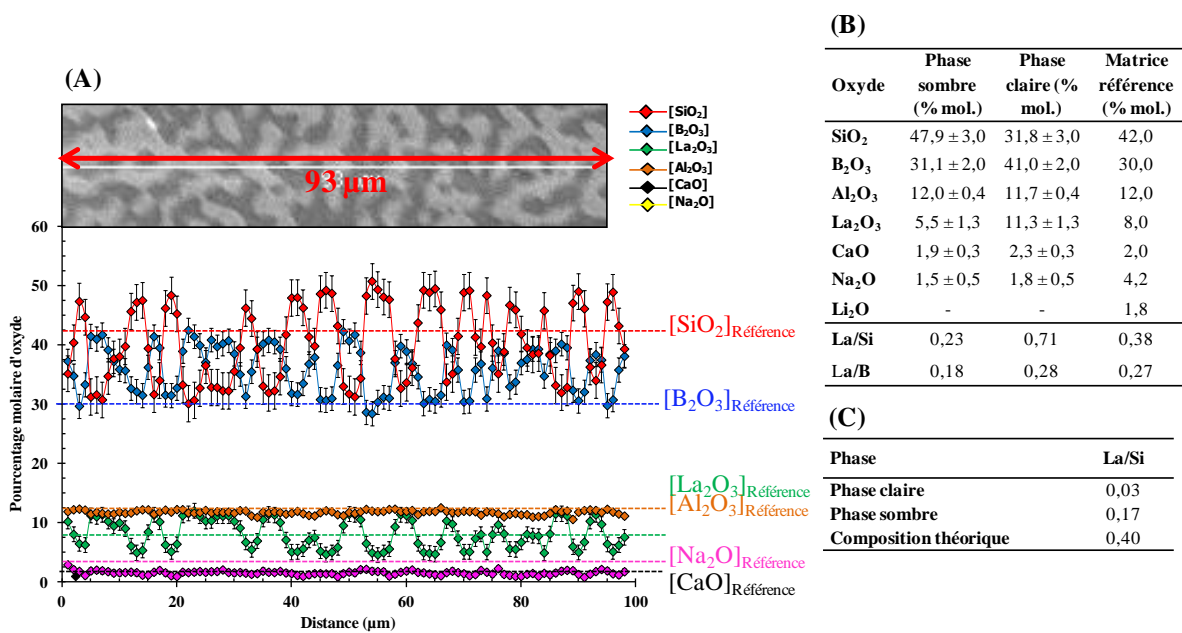 (A)
93 µm
[SiO₂]
[B₂O₃]
[La₂O₃]
[Al₂O₃]
[CaO]
[Na₂O]
Pourcentage molaire d'oxyde
60
50
40
30
20
10
0
[SiO₂]Référence
[B₂O₃]Référence
[La₂O₃]Référence
[Al₂O₃]Référence
[Na₂O]Référence
[CaO]Référence
0 20 40 60 80 100
Distance (µm)
(B)
Oxyde Phase sombre (% mol.) Phase claire (% mol.) Matrice référence (% mol.)
SiO₂ 47,9 ± 3,0 31,8 ± 3,0 42,0
B₂O₃ 31,1 ± 2,0 41,0 ± 2,0 30,0
Al₂O₃ 12,0 ± 0,4 11,7 ± 0,4 12,0
La₂O₃ 5,5 ± 1,3 11,3 ± 1,3 8,0
CaO 1,9 ± 0,3 2,3 ± 0,3 2,0
Na₂O 1,5 ± 0,5 1,8 ± 0,5 4,2
Li₂O - - 1,8
La/Si 0,23 0,71 0,38
La/B 0,18 0,28 0,27
(C)
Phase La/Si
Phase claire 0,03
Phase sombre 0,17
Composition théorique 0,40